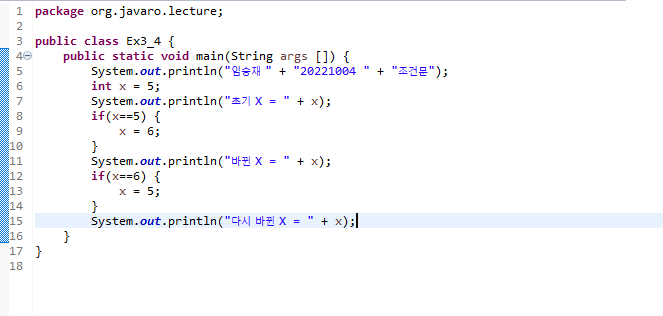 1 package org.javaro.lecture;
2
3 public class Ex3_4 {
4 public static void main(String args []) {
5 System.out.println("임승재 " + "20221004 " + "조건문");
6 int x = 5;
7 System.out.println("초기 X = " + x);
8 if(x==5) {
9 x = 6;
10 }
11 System.out.println("바뀐 X = " + x);
12 if(x==6) {
13 x = 5;
14 }
15 System.out.println("다시 바뀐 X = " + x);
16 }
17 }
18